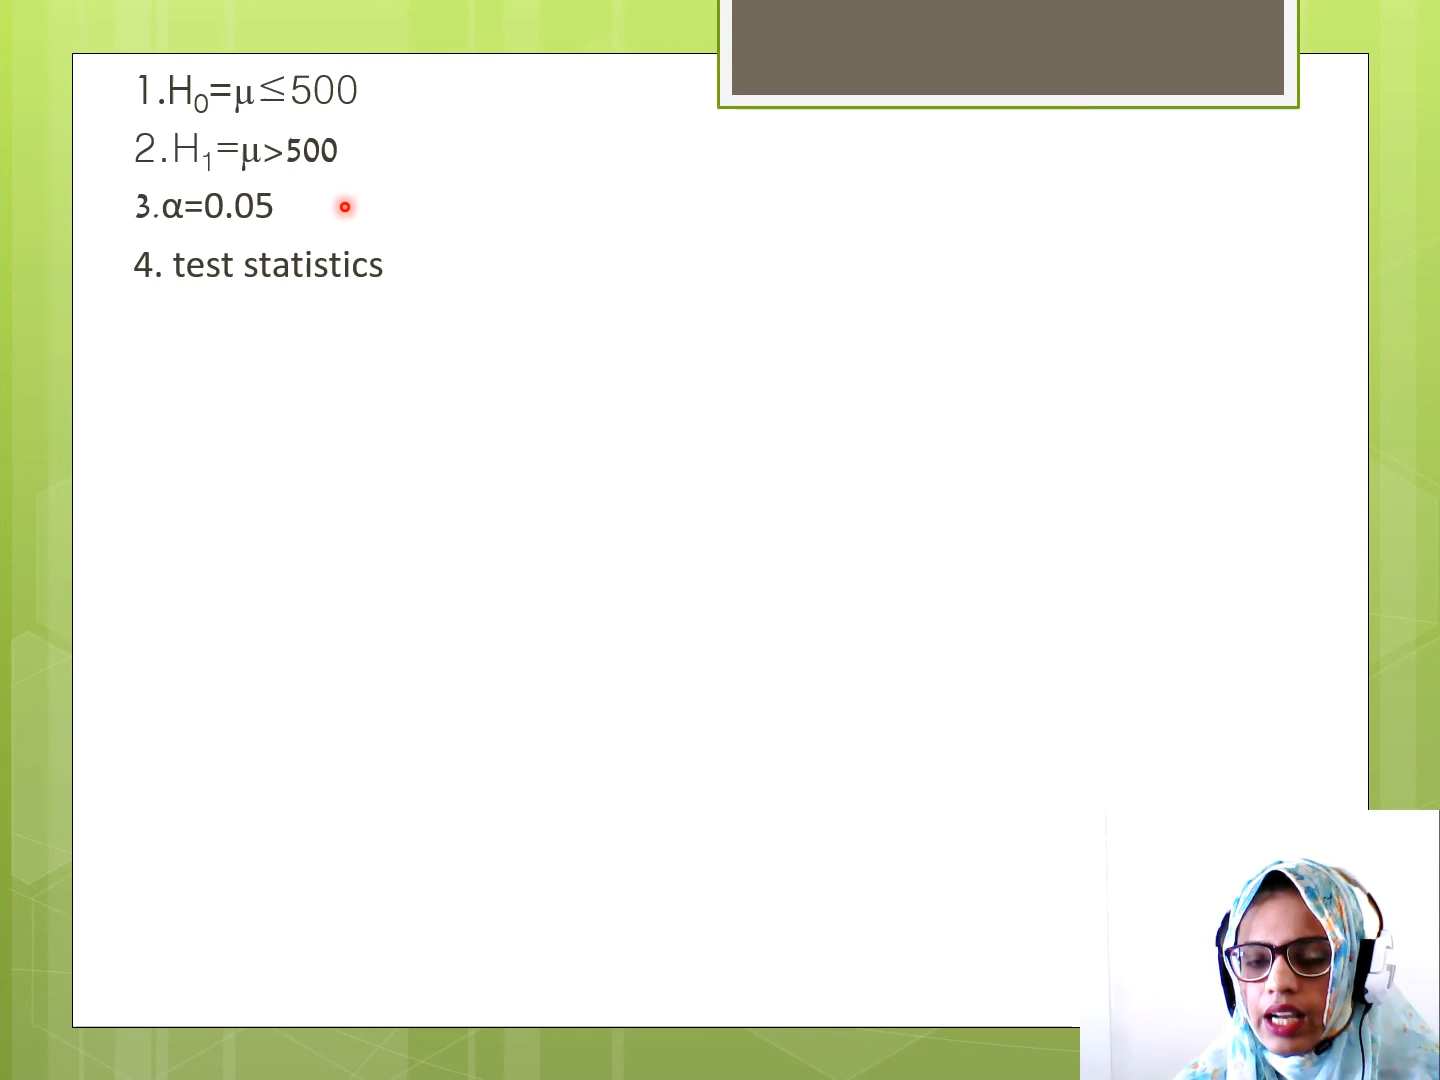 1.H₀=μ≤500
2.H₁=μ>500
3.α=0.05
4. test statistics